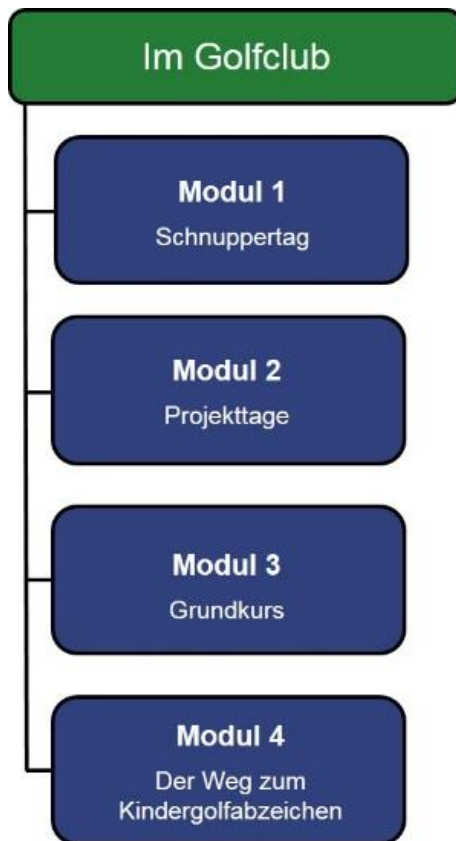 Im Golfclub
Modul 1
Schnuppertag
Modul 2
Projekttage
Modul 3
Grundkurs
Modul 4
Der Weg zum
Kindergolfabzeichen